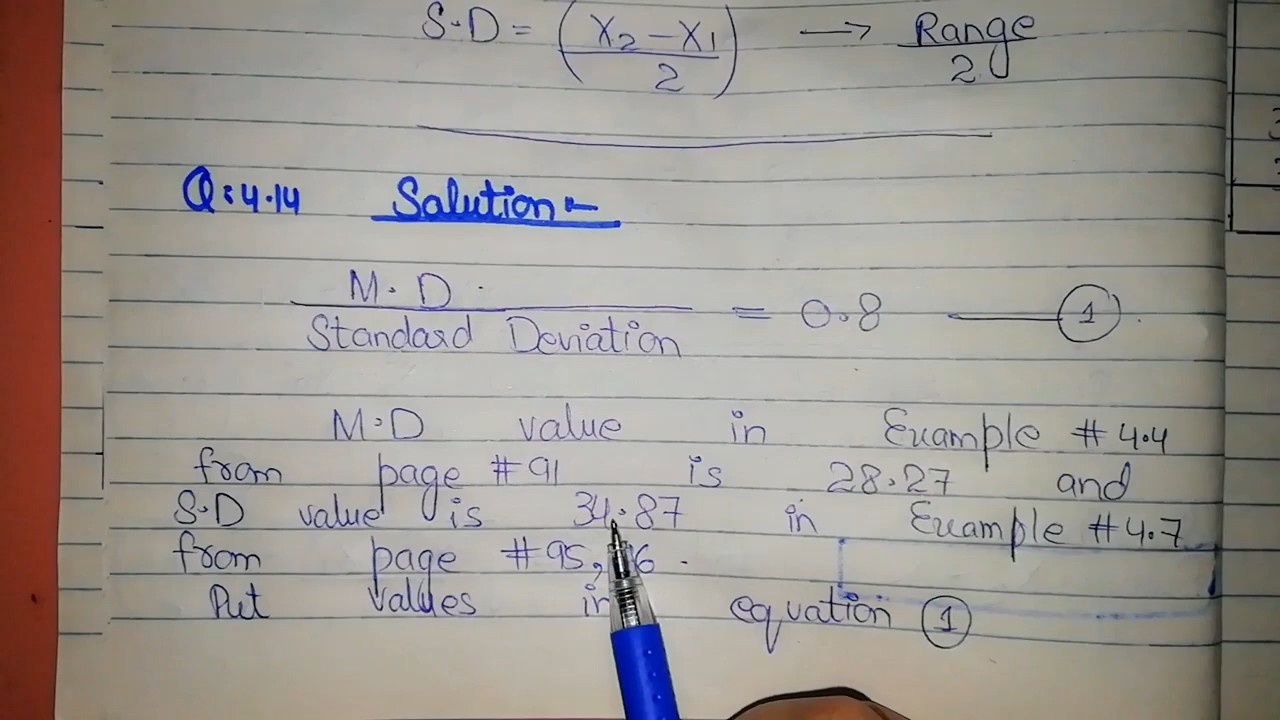 S.D = (X₂ - X₁ / 2) → Range / 2
Q:4.14 Salution:-
M.D.
Standard Deviation = 0.8 — 1
M.D value in Example #4.4
from page #91 is 28.27 and
S.D value is 34.87 in Example #4.7
from page #95,
Put values in equation 1